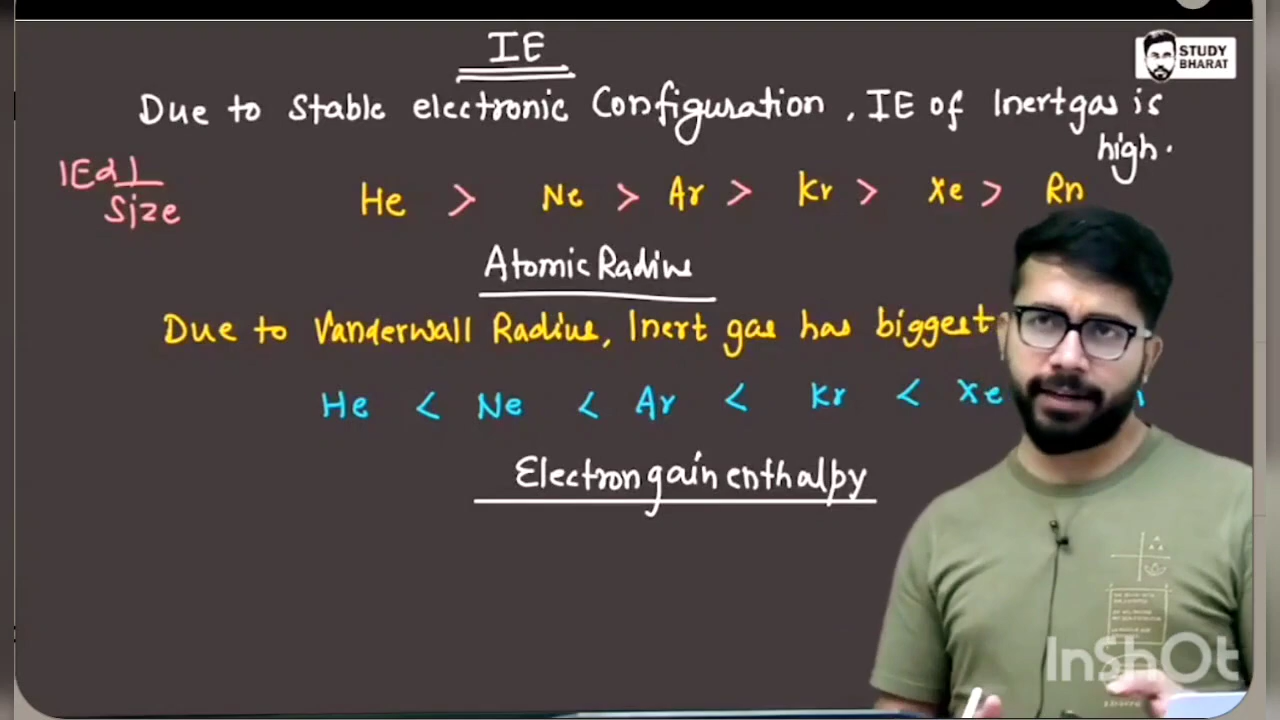 IE
STUDY
BHARAT
Due to Stable electronic Configuration, IE of Inertgas is
high.
IE α 1
Size
He > Ne > Ar > Kr > Xe > Rn
Atomic Radius
Due to Vanderwall Radius, Inert gas has biggest
He < Ne < Ar < Kr < Xe
Electron gain enthalpy
InShOt